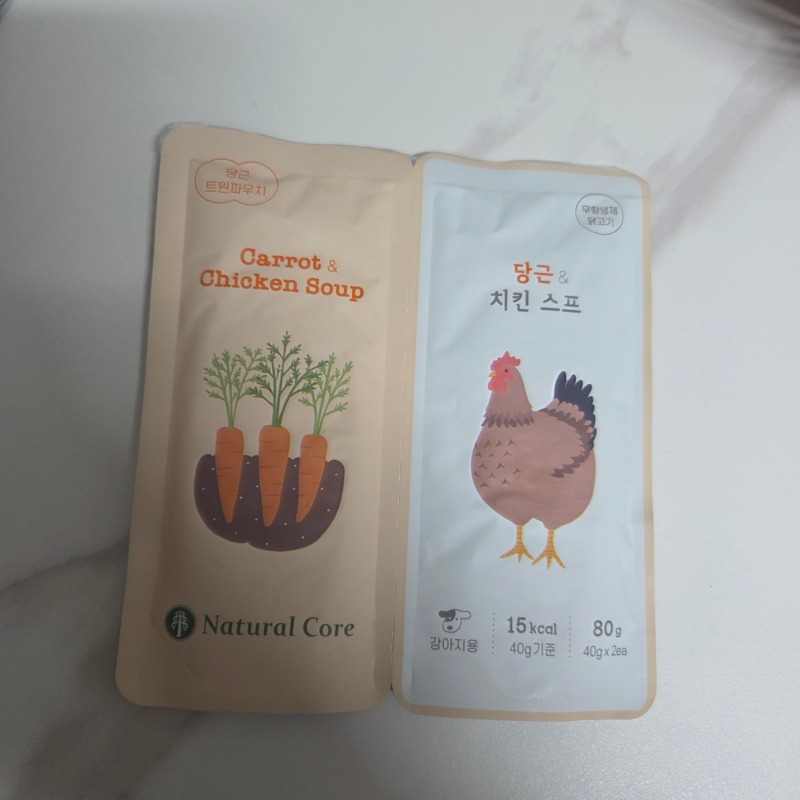 당근
트윈파우치
Carrot &
Chicken Soup
Natural Core
무항생제
닭고기
당근 &
치킨 스프
강아지용
15 kcal
40g기준
80 g
40g x 2ea